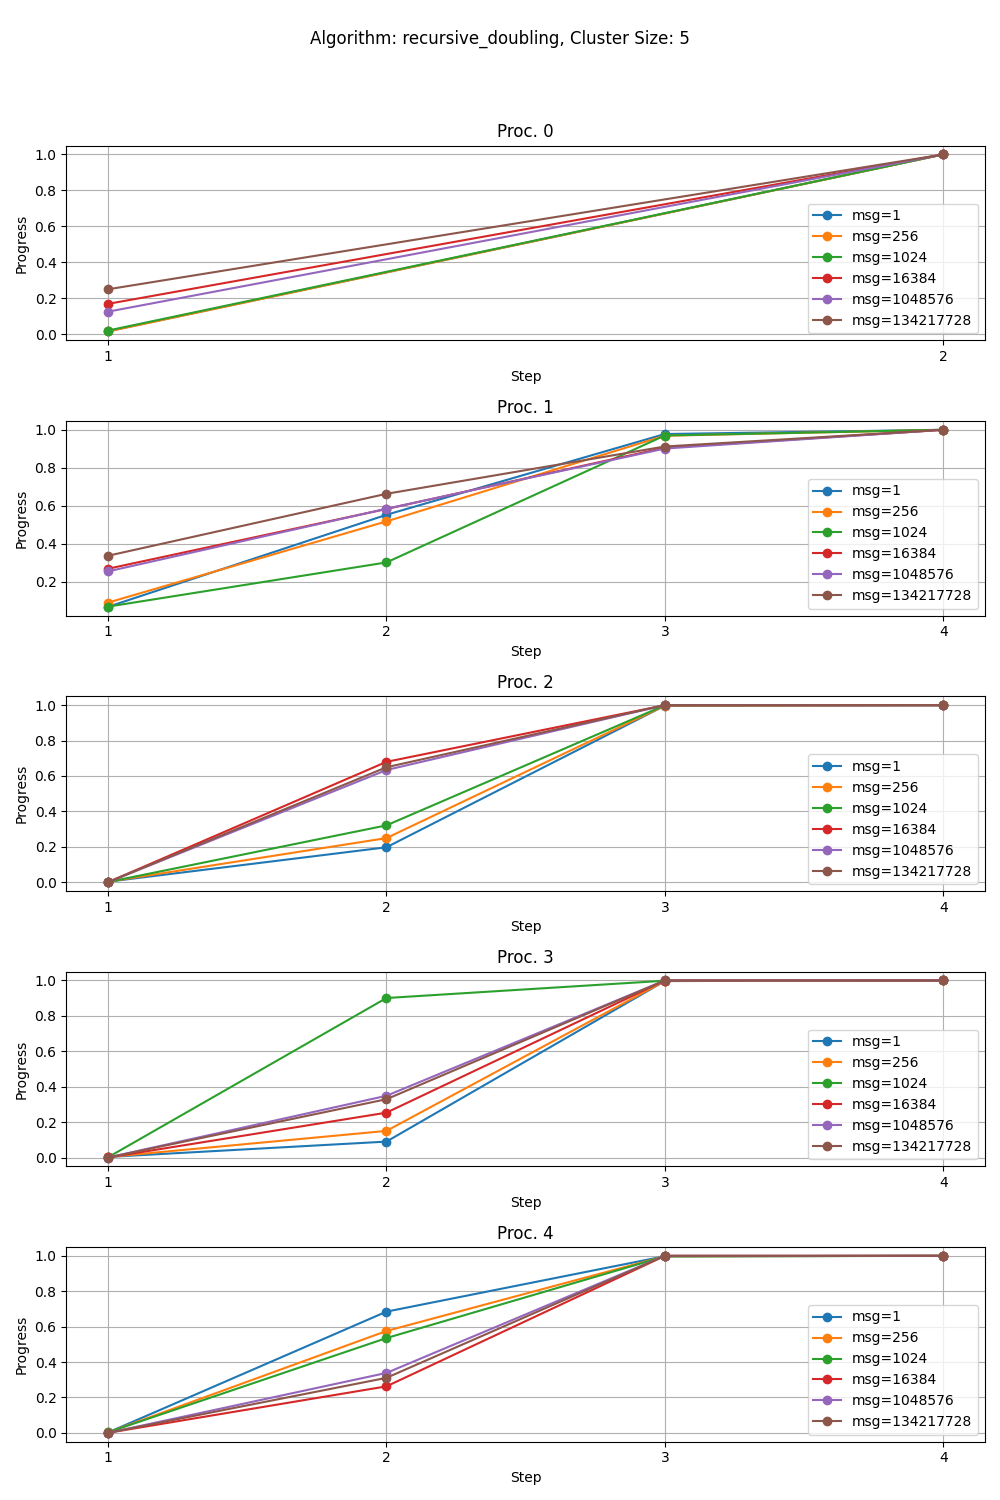 Algorithm: recursive_doubling, Cluster Size: 5
Proc. 0
1.0
0.8
0.6
0.4
0.2
0.0
Progress
msg=1
msg=256
msg=1024
msg=16384
msg=1048576
msg=134217728
1 2
Step
Proc. 1
1.0
0.8
0.6
0.4
0.2
Progress
msg=1
msg=256
msg=1024
msg=16384
msg=1048576
msg=134217728
1 2 3 4
Step
Proc. 2
1.0
0.8
0.6
0.4
0.2
0.0
Progress
msg=1
msg=256
msg=1024
msg=16384
msg=1048576
msg=134217728
1 2 3 4
Step
Proc. 3
1.0
0.8
0.6
0.4
0.2
0.0
Progress
msg=1
msg=256
msg=1024
msg=16384
msg=1048576
msg=134217728
1 2 3 4
Step
Proc. 4
1.0
0.8
0.6
0.4
0.2
0.0
Progress
msg=1
msg=256
msg=1024
msg=16384
msg=1048576
msg=134217728
1 2 3 4
Step